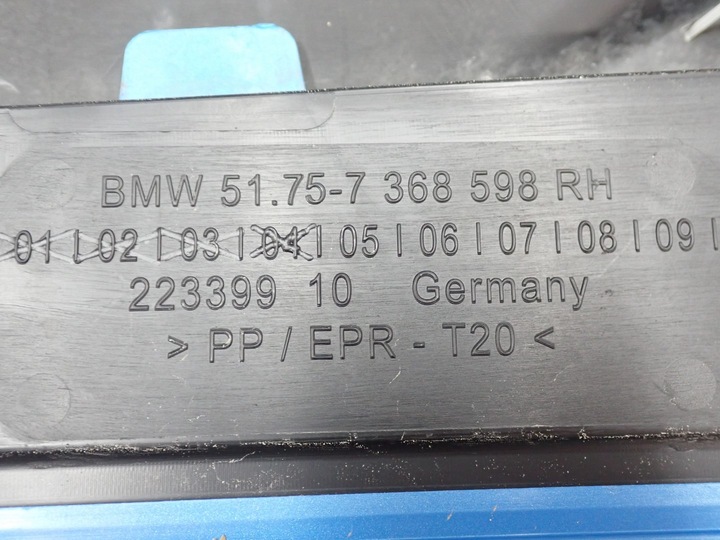 BMW 51.75-7 368 598 RH
01 | 02 | 03 | 04 | 05 | 06 | 07 | 08 | 09 |
223399 10 Germany
> PP / EPR - T20 <